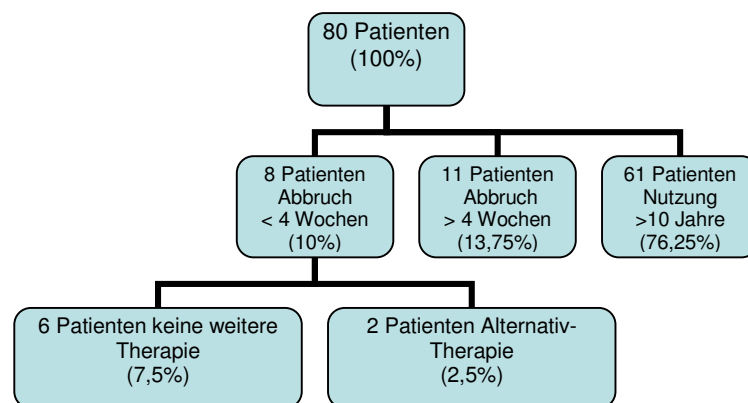 80 Patienten
(100%)
8 Patienten
Abbruch
< 4 Wochen
(10%)
11 Patienten
Abbruch
> 4 Wochen
(13,75%)
61 Patienten
Nutzung
>10 Jahre
(76,25%)
6 Patienten keine weitere
Therapie
(7,5%)
2 Patienten Alternativ-
Therapie
(2,5%)